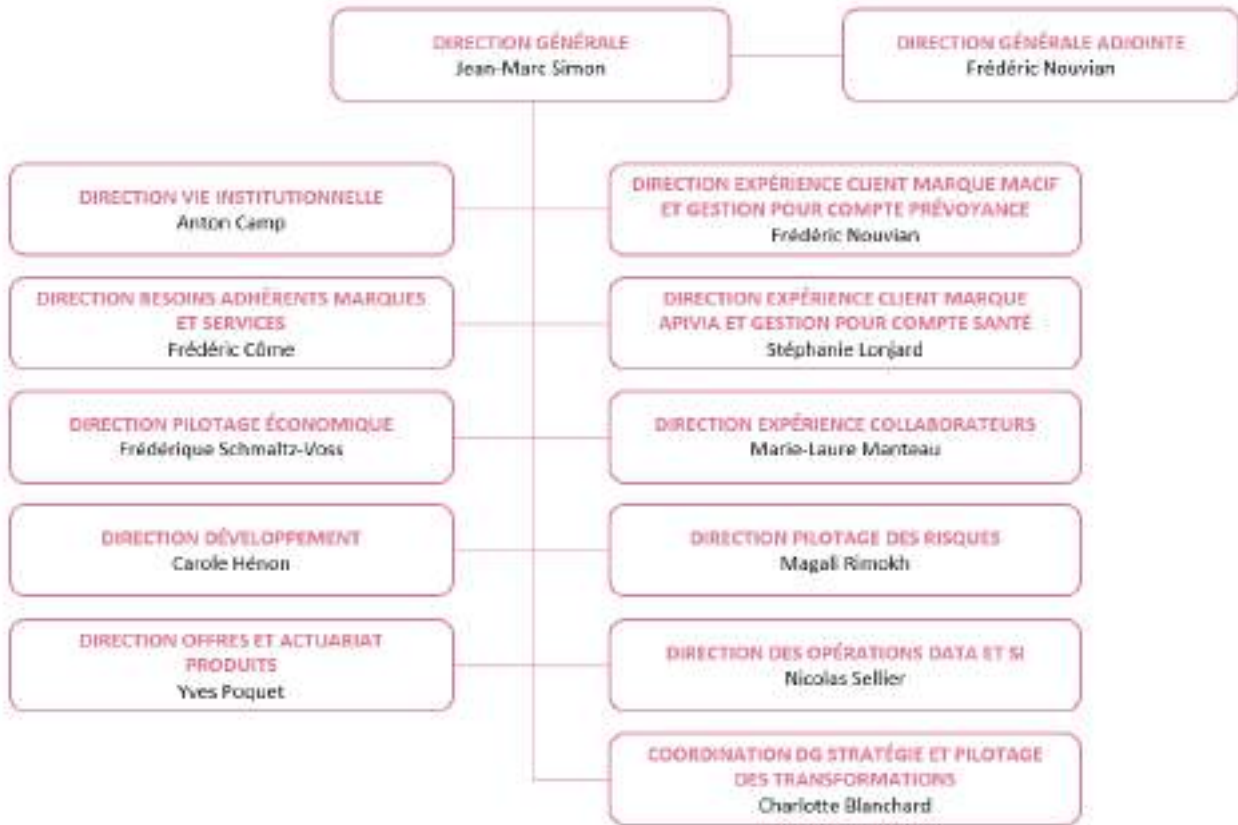 DIRECTION GÉNÉRALE
Jean-Marc Simon
DIRECTION GÉNÉRALE ADJOINTE
Frédéric Nouvian
DIRECTION VIE INSTITUTIONNELLE
Anton Camp
DIRECTION EXPÉRIENCE CLIENT MARQUE MACIF
ET GESTION POUR COMPTE PRÉVOYANCE
Frédéric Nouvian
DIRECTION BESOINS ADHÉRENTS MARQUES
ET SERVICES
Frédéric Côme
DIRECTION EXPÉRIENCE CLIENT MARQUE
APIVIA ET GESTION POUR COMPTE SANTÉ
Stéphanie Lonjard
DIRECTION PILOTAGE ÉCONOMIQUE
Frédérique Schmaltz-Voss
DIRECTION EXPÉRIENCE COLLABORATEURS
Marie-Laure Manteau
DIRECTION DÉVELOPPEMENT
Carole Hénon
DIRECTION PILOTAGE DES RISQUES
Magali Rimokh
DIRECTION OFFRES ET ACTUARIAT
PRODUITS
Yves Poquet
DIRECTION DES OPÉRATIONS DATA ET SI
Nicolas Sellier
COORDINATION DG STRATÉGIE ET PILOTAGE
DES TRANSFORMATIONS
Charlotte Blanchard